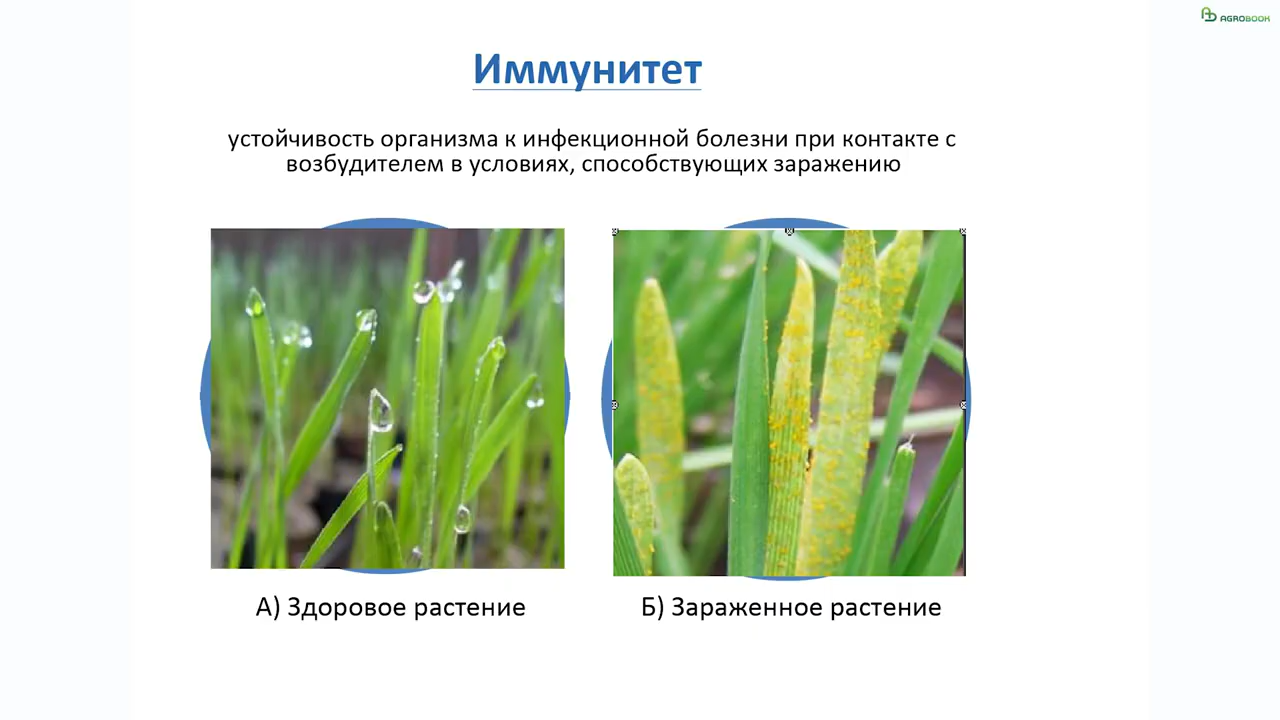 AGROBOOK
Иммунитет
устойчивость организма к инфекционной болезни при контакте с
возбудителем в условиях, способствующих заражению
А) Здоровое растение
Б) Зараженное растение